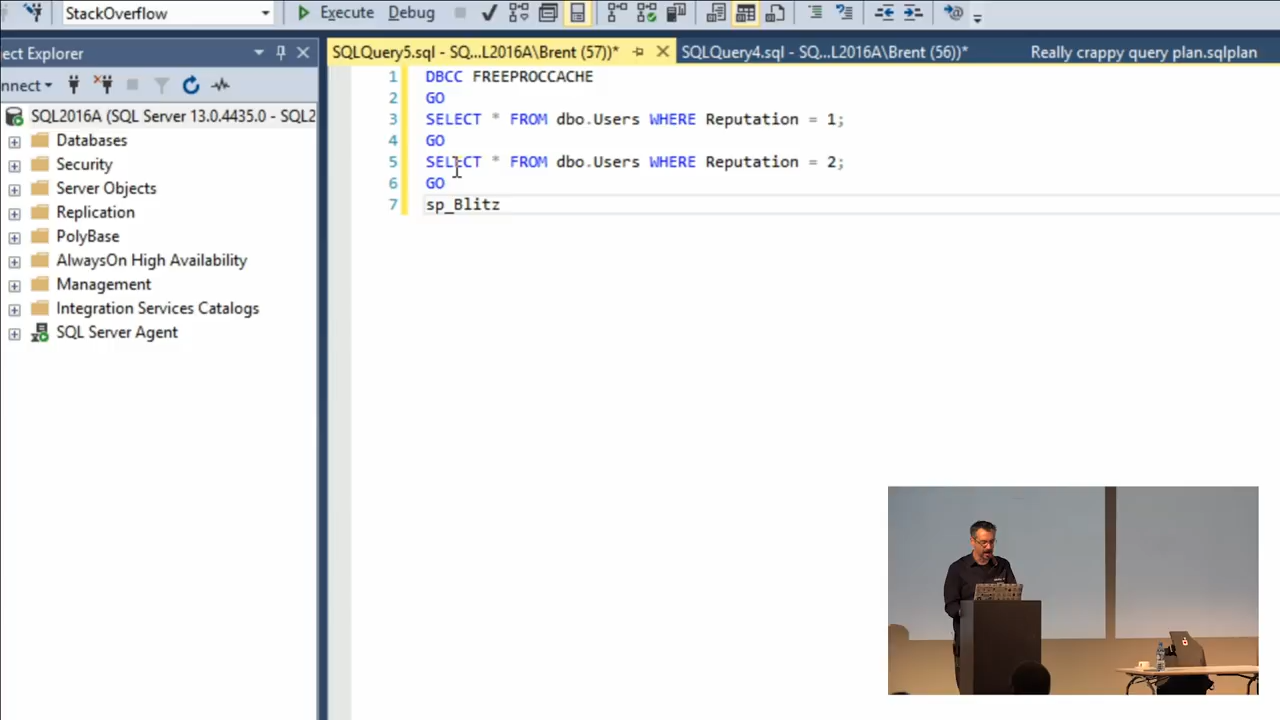 StackOverflow Execute Debug
ect Explorer
SQLQuery5.sql - SQ...L2016A\Brent (57))*
SQLQuery4.sql - SQ...L2016A\Brent (56))*
Really crappy query plan.sqlplan
nnect
SQL2016A (SQL Server 13.0.4435.0 - SQL2
Databases
Security
Server Objects
Replication
PolyBase
AlwaysOn High Availability
Management
Integration Services Catalogs
SQL Server Agent
1 DBCC FREEPROCCACHE
2 GO
3 SELECT * FROM dbo.Users WHERE Reputation = 1;
4 GO
5 SELECT * FROM dbo.Users WHERE Reputation = 2;
6 GO
7 sp_Blitz